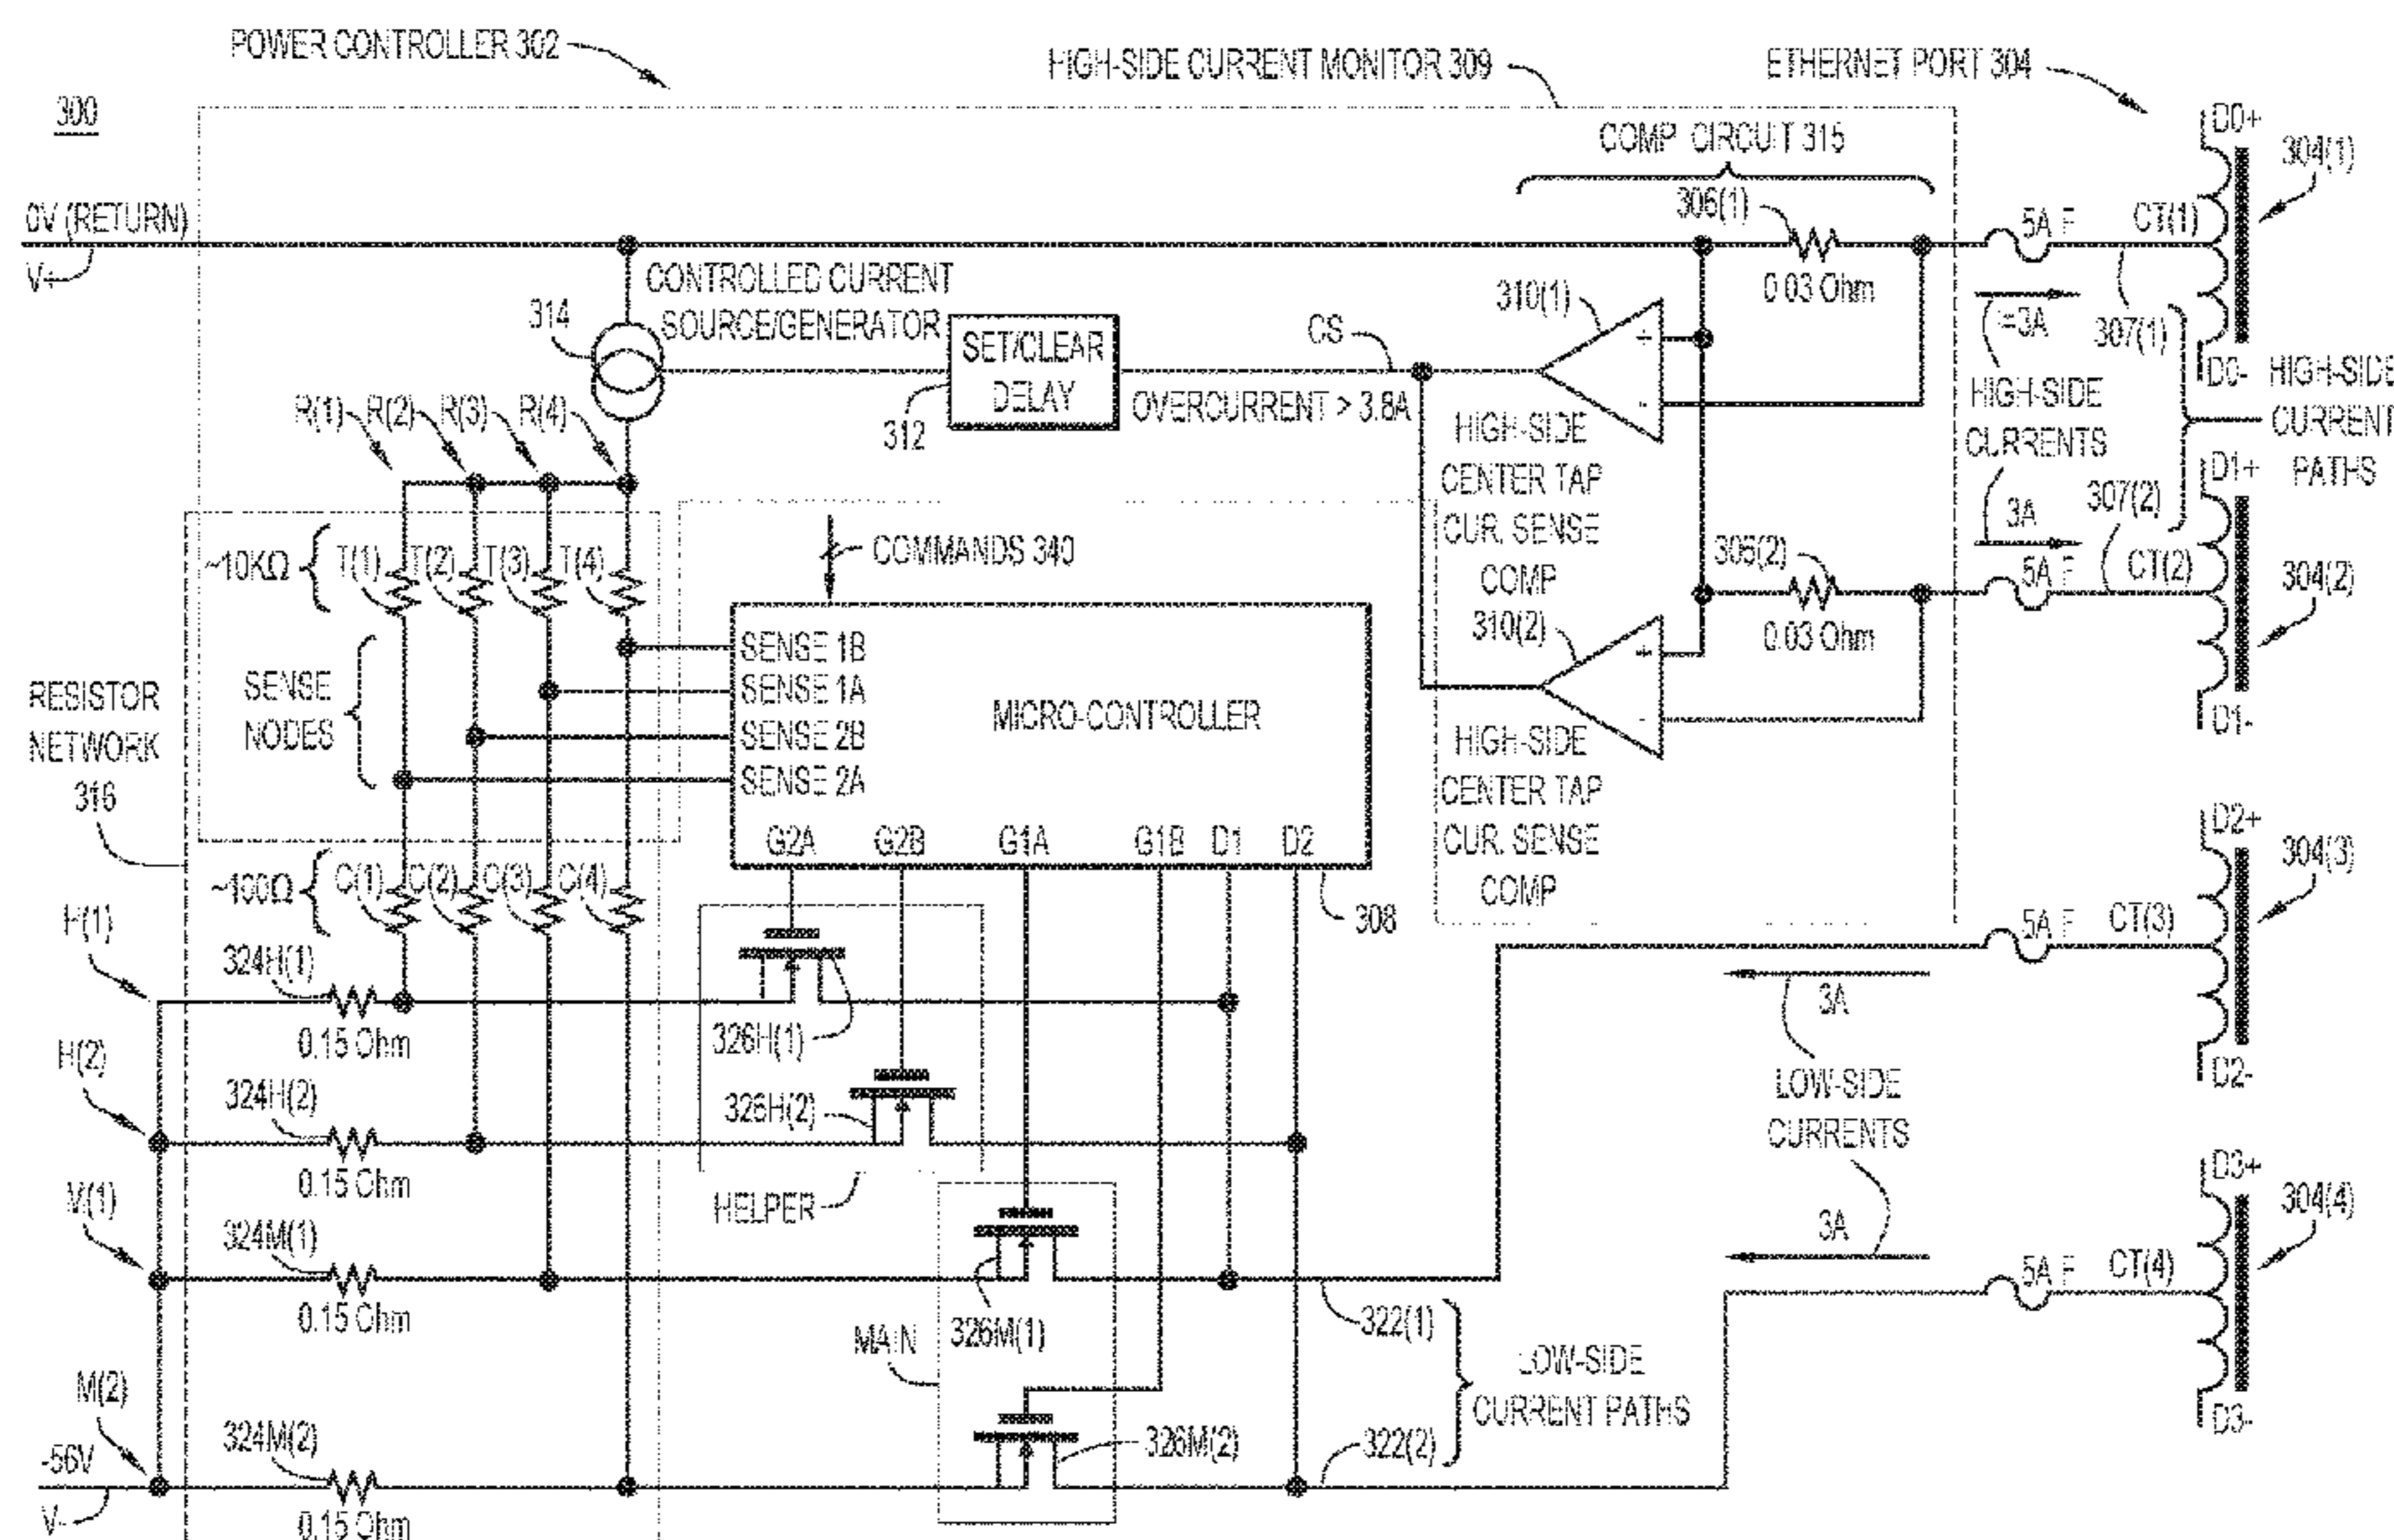 POWER CONTROLLER 302
HIGH-SIDE CURRENT MONITOR 309
ETHERNET PORT 304
300
COMP. CIRCUIT 315
D0+
304(1)
0V (RETURN)
V+
306(1)
5A F
CT(1)
CONTROLLED CURRENT
SOURCE/GENERATOR
314
0.03 Ohm
310(1)
+
-
CS
SET/CLEAR
DELAY
312
OVERCURRENT > 3.8A
=3A
307(1)
D0-
HIGH-SIDE
CURRENTS
HIGH-SIDE
CURRENT
PATHS
R(1)
R(2)
R(3)
R(4)
HIGH-SIDE
CENTER TAP
CUR. SENSE
COMP
D1+
307(2)
3A
5A F
CT(2)
304(2)
~10KΩ
T(1)
T(2)
T(3)
T(4)
COMMANDS 340
306(2)
0.03 Ohm
310(2)
+
-
SENSE
NODES
SENSE 1B
SENSE 1A
SENSE 2B
SENSE 2A
MICRO-CONTROLLER
RESISTOR
NETWORK
316
D1-
HIGH-SIDE
CENTER TAP
CUR. SENSE
COMP
G2A
G2B
G1A
G1B
D1
D2
308
D2+
304(3)
~100Ω
C(1)
C(2)
C(3)
C(4)
H(1)
324H(1)
0.15 Ohm
326H(1)
5A F
CT(3)
3A
H(2)
324H(2)
0.15 Ohm
326H(2)
HELPER
LOW-SIDE
CURRENTS
D2-
M(1)
324M(1)
0.15 Ohm
326M(1)
MAIN
3A
D3+
304(4)
5A F
CT(4)
322(1)
LOW-SIDE
CURRENT PATHS
322(2)
M(2)
-56V
V-
324M(2)
0.15 Ohm
326M(2)
D3-